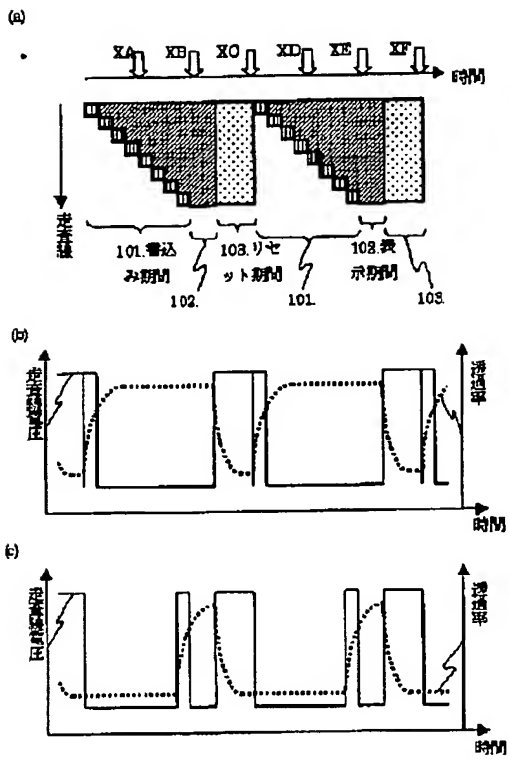 (a)
XA XB XC XD XE XF
時間
走査線
101.書込
み期間
102.
103.リセ
ット期間
101.
102.表
示期間
103.
(b)
走査線電圧
透過率
時間
(c)
走査線電圧
透過率
時間